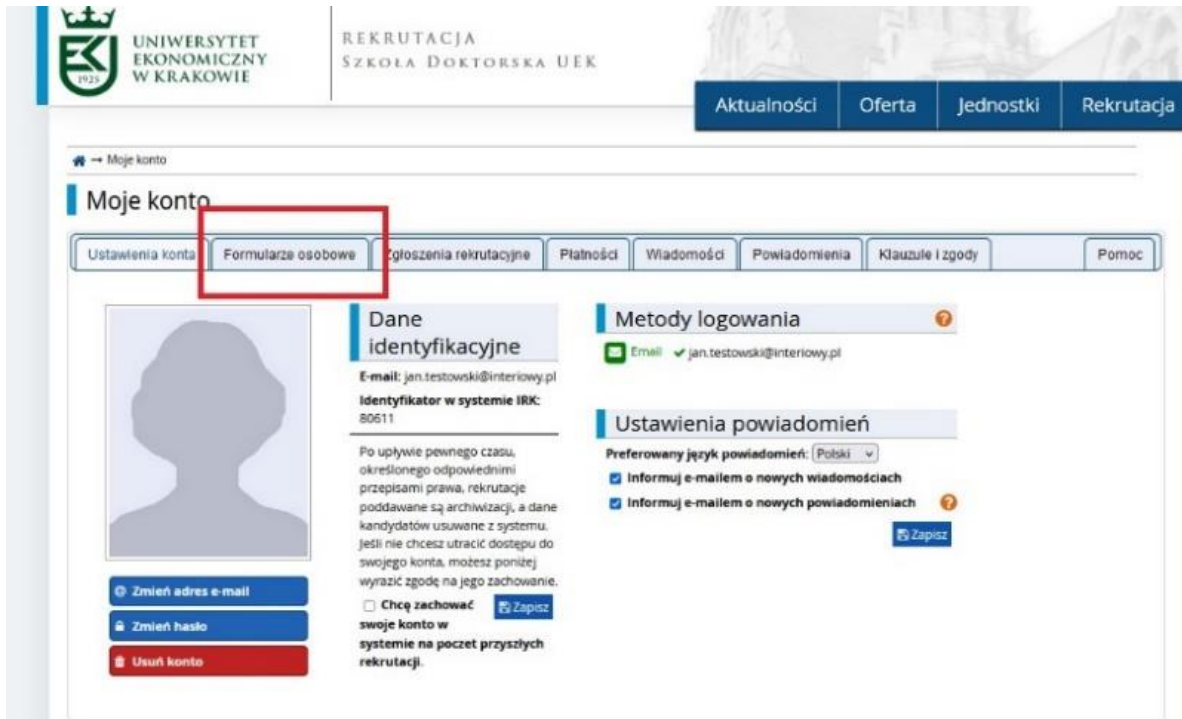 UNIWERSYTET
EKONOMICZNY
W KRAKOWIE
1925
REKRUTACJA
SZKOŁA DOKTORSKA UEK
Aktualności
Oferta
Jednostki
Rekrutacja
→ Moje konto
Moje konto
Ustawienia konta
Formularze osobowe
Zgłoszenia rekrutacyjne
Płatności
Wiadomości
Powiadomienia
Klauzule i zgody
Pomoc
Zmień adres e-mail
Zmień hasło
Usuń konto
Dane
identyfikacyjne
E-mail: jan.testowski@interiowy.pl
Identyfikator w systemie IRK:
80611
Po upływie pewnego czasu,
określonego odpowiednimi
przepisami prawa, rekrutacje
poddawane są archiwizacji, a dane
kandydatów usuwane z systemu.
Jeśli nie chcesz utracić dostępu do
swojego konta, możesz poniżej
wyrazić zgodę na jego zachowanie.
Chcę zachować
swoje konto w
systemie na poczet przyszłych
rekrutacji.
Zapisz
Metody logowania
Email jan.testowski@interiowy.pl
Ustawienia powiadomień
Preferowany język powiadomień: Polski
Informuj e-mailem o nowych wiadomościach
Informuj e-mailem o nowych powiadomieniach
Zapisz